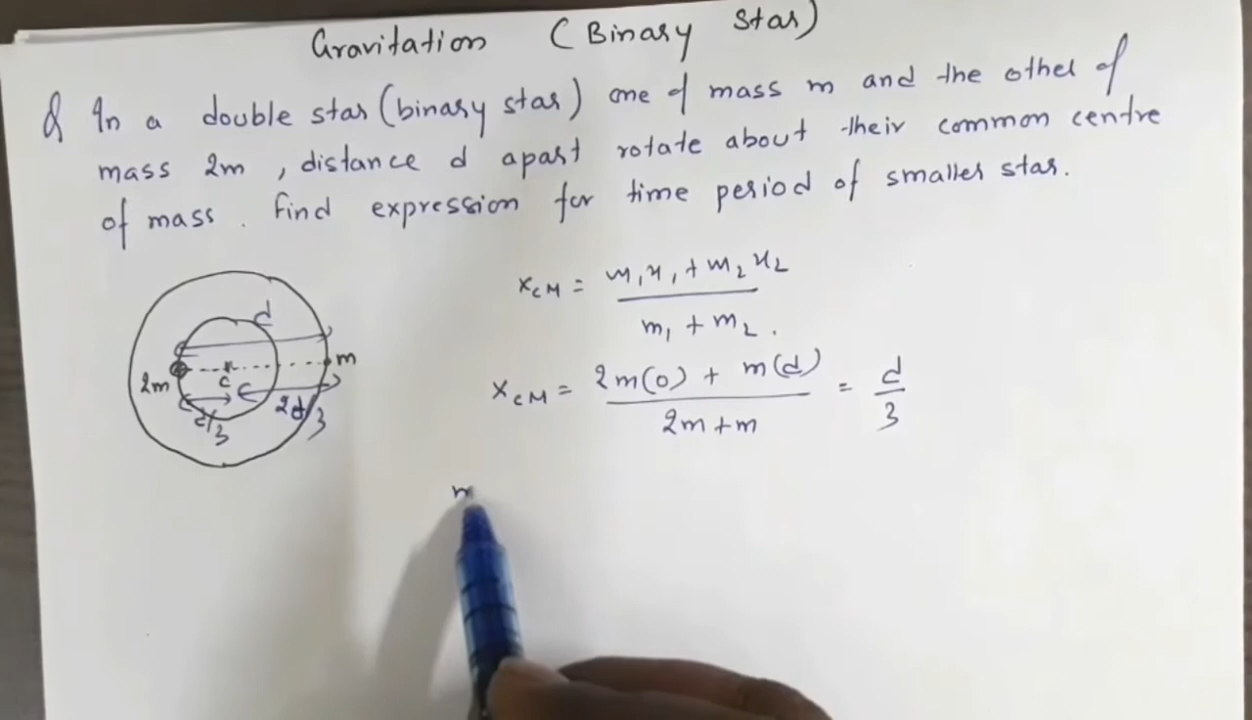 Gravitation (Binary Star)
Q In a double star (binary star) one of mass m and the other of
mass 2m, distance d apart rotate about their common centre
of mass. Find expression for time period of smaller star.
d
2m
c
m
d/3
2d/3
x_CM = (m₁x₁ + m₂x₂) / (m₁ + m₂).
x_CM = (2m(0) + m(d)) / (2m+m) = d/3
m